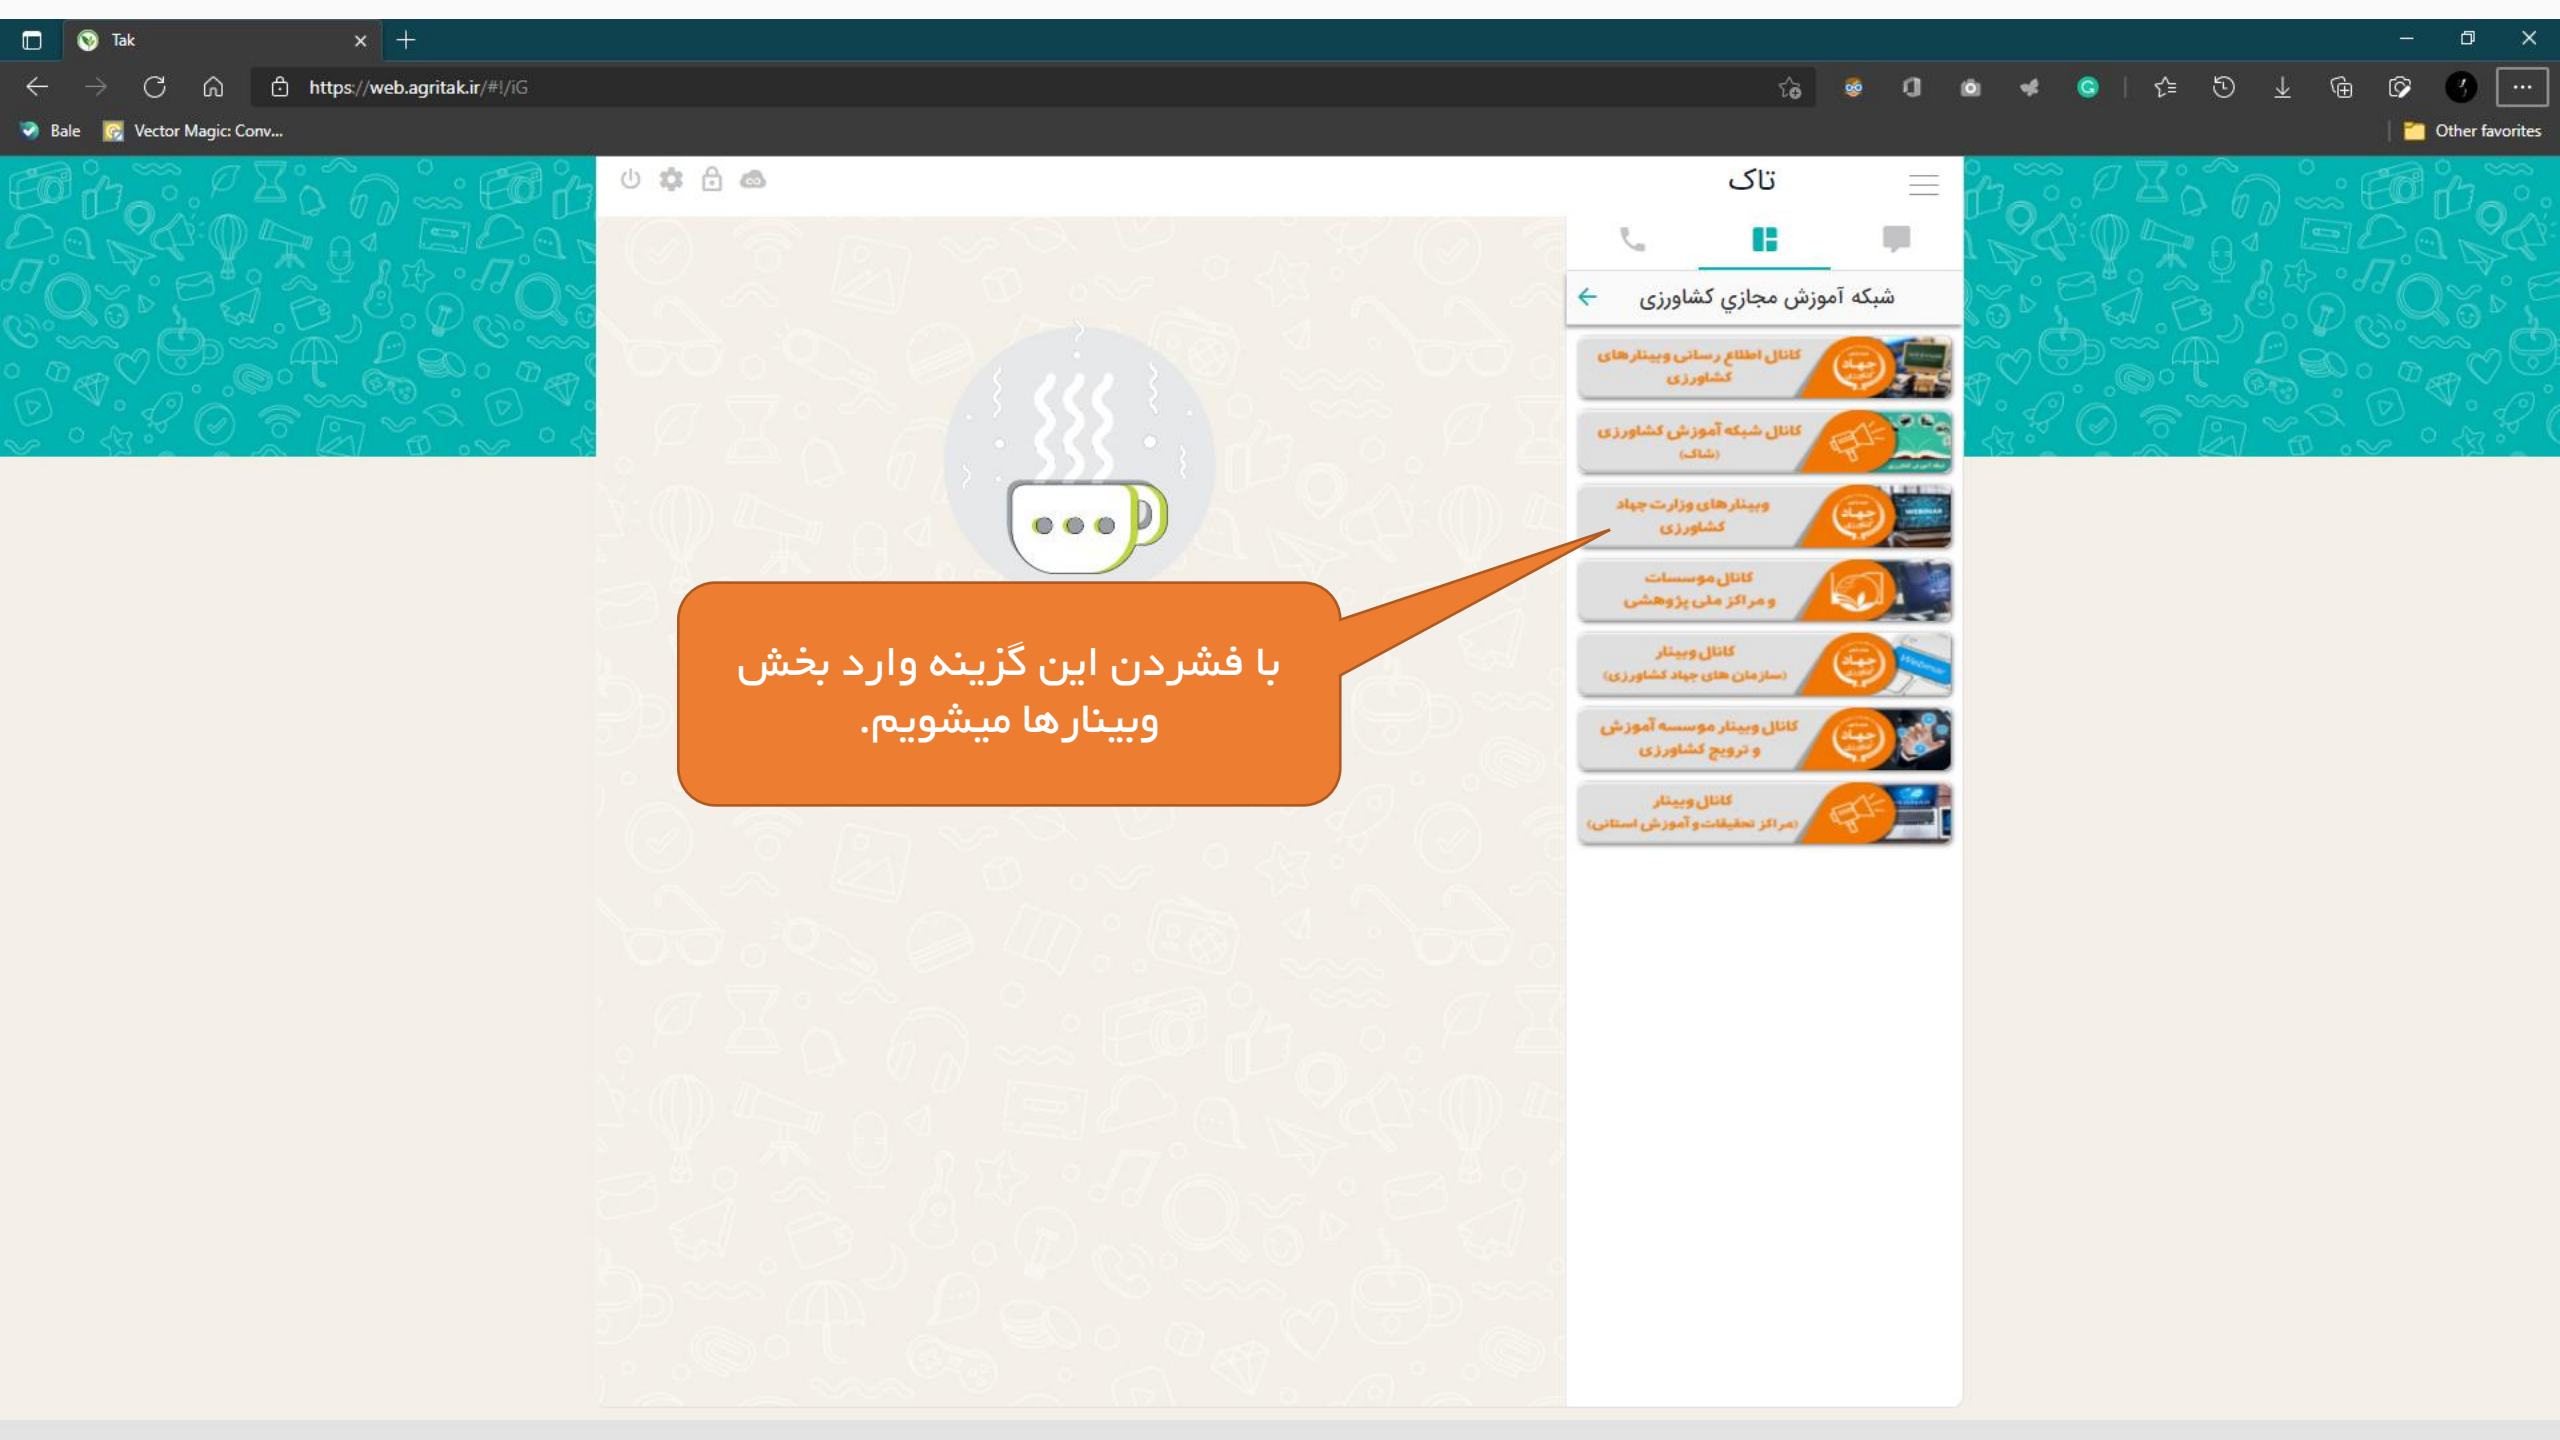 Tak
https://web.agritak.ir/#!/iG
Bale
Vector Magic: Conv...
Other favorites
تاک
شبکه آموزش مجازي کشاورزی
کانال اطلاع رسانی وبینارهای
کشاورزی
کانال شبکه آموزش کشاورزی
(شاک)
وبینارهای وزارت جهاد
کشاورزی
کانال موسسات
و مراکز ملی پژوهشی
کانال وبینار
(سازمان های جهاد کشاورزی)
کانال وبینار موسسه آموزش
و ترویج کشاورزی
کانال وبینار
(مراکز تحقیقات و آموزش استانی)
با فشردن این گزینه وارد بخش
وبینارها میشویم.